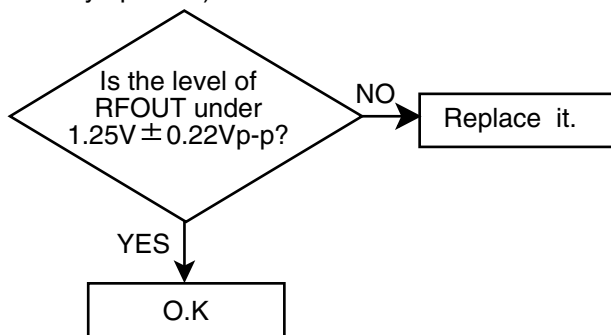 Is the level of
RFOUT under
1.25V ± 0.22Vp-p?
NO
Replace it.
YES
O.K